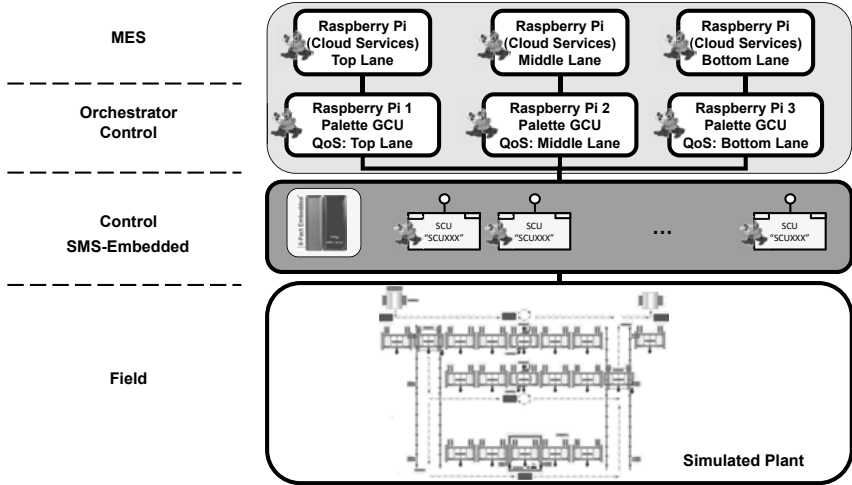 MES
Raspberry Pi
(Cloud Services)
Top Lane
Raspberry Pi
(Cloud Services)
Middle Lane
Raspberry Pi
(Cloud Services)
Bottom Lane
Orchestrator
Control
Raspberry Pi 1
Palette GCU
QoS: Top Lane
Raspberry Pi 2
Palette GCU
QoS: Middle Lane
Raspberry Pi 3
Palette GCU
QoS: Bottom Lane
Control
SMS-Embedded
X-Pact Embedded
SCU
"SCUXXX"
SCU
"SCUXXX"
...
SCU
"SCUXXX"
Field
Simulated Plant